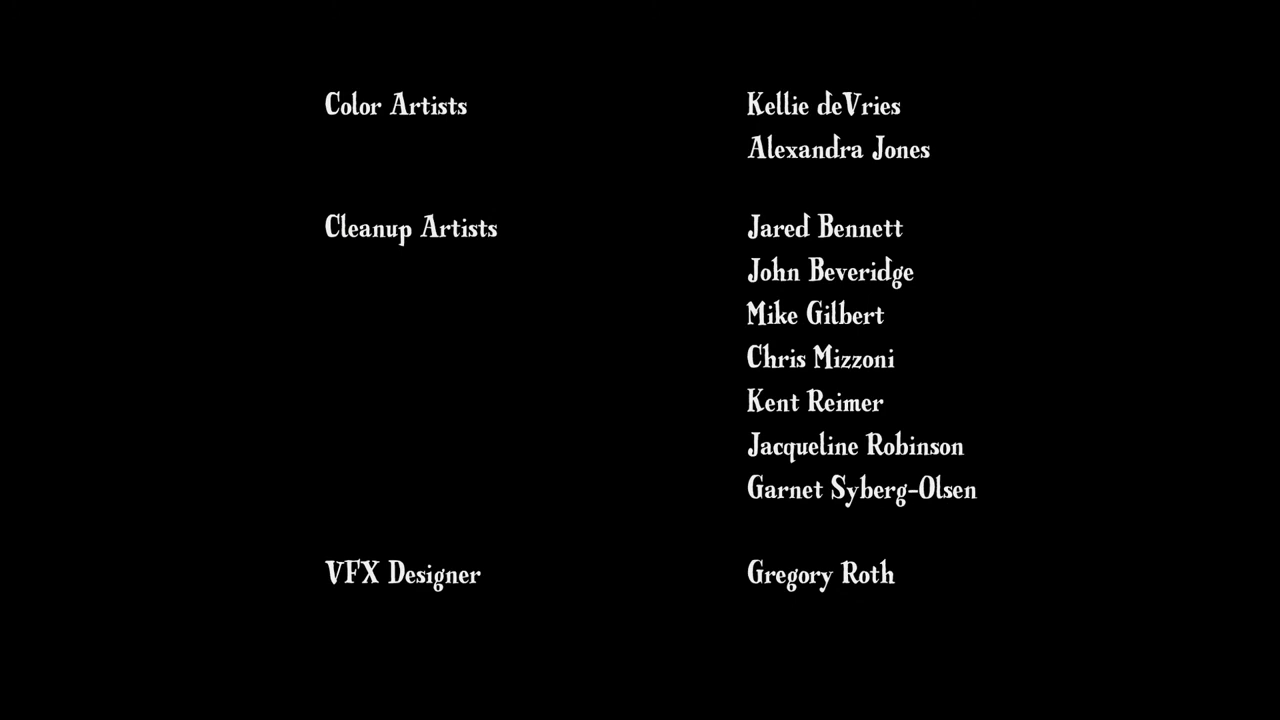 Color Artists Kellie deVries
Alexandra Jones
Cleanup Artists Jared Bennett
John Beveridge
Mike Gilbert
Chris Mizzoni
Kent Reimer
Jacqueline Robinson
Garnet Syberg-Olsen
VFX Designer Gregory Roth